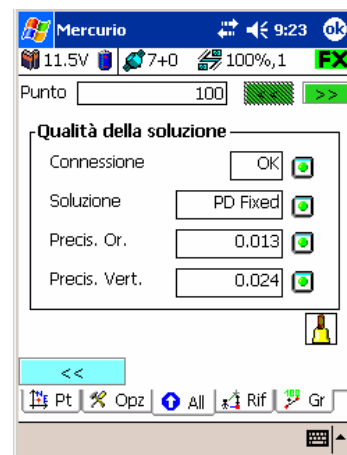 Mercurio 9:23 ok
11.5V 7+0 100%,1 FX
Punto 100 << >>
Qualità della soluzione
Connessione OK
Soluzione PD Fixed
Precis. Or. 0.013
Precis. Vert. 0.024
<<
Pt Opz All Rif 100 Gr